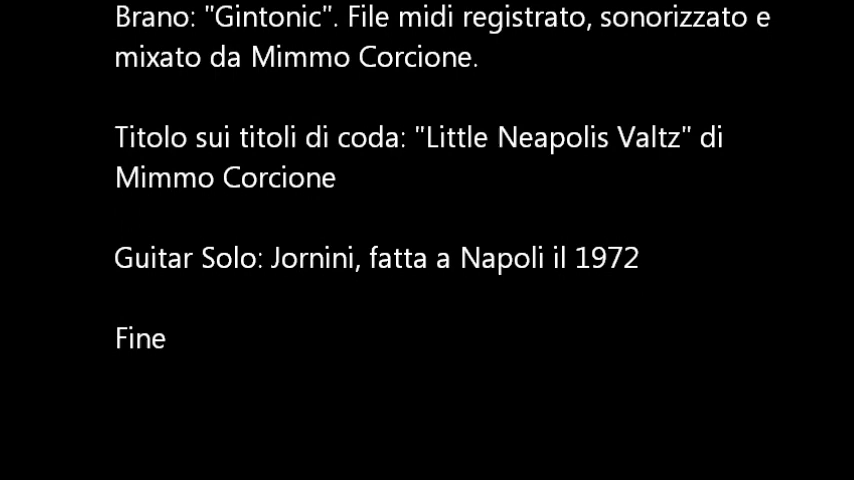 Brano: "Gintonic". File midi registrato, sonorizzato e
mixato da Mimmo Corcione.
Titolo sui titoli di coda: "Little Neapolis Valtz" di
Mimmo Corcione
Guitar Solo: Jornini, fatta a Napoli il 1972
Fine